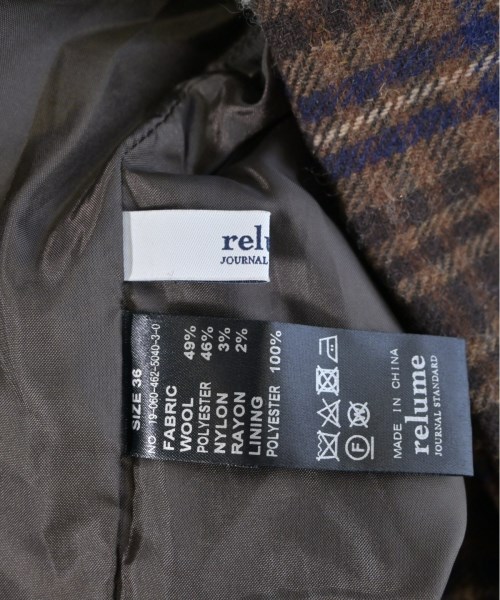 relu
JOURNAL
SIZE 36
NO. 19-060-462-5040-3-0
FABRIC
WOOL 49%
POLYESTER 46%
NYLON 3%
RAYON 2%
LINING
POLYESTER 100%
F
MADE IN CHINA
relume
JOURNAL STANDARD